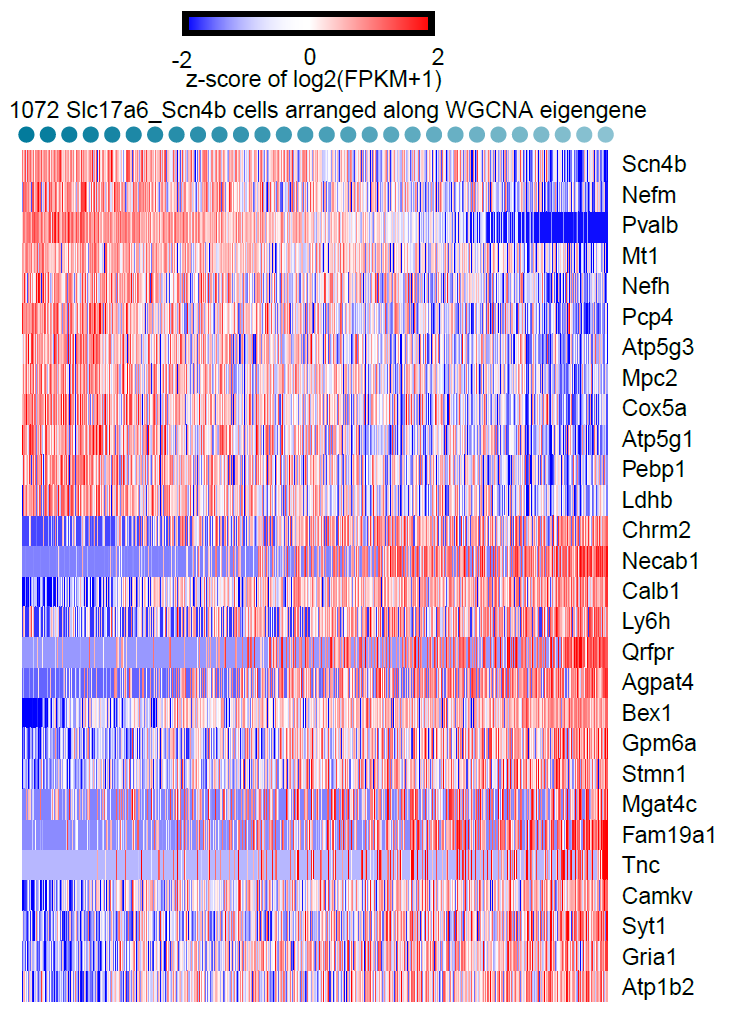 -2 0 2
z-score of log2(FPKM+1)
1072 Slc17a6_Scn4b cells arranged along WGCNA eigengene
Scn4b
Nefm
Pvalb
Mt1
Nefh
Pcp4
Atp5g3
Mpc2
Cox5a
Atp5g1
Pebp1
Ldhb
Chrm2
Necab1
Calb1
Ly6h
Qrfpr
Agpat4
Bex1
Gpm6a
Stmn1
Mgat4c
Fam19a1
Tnc
Camkv
Syt1
Gria1
Atp1b2